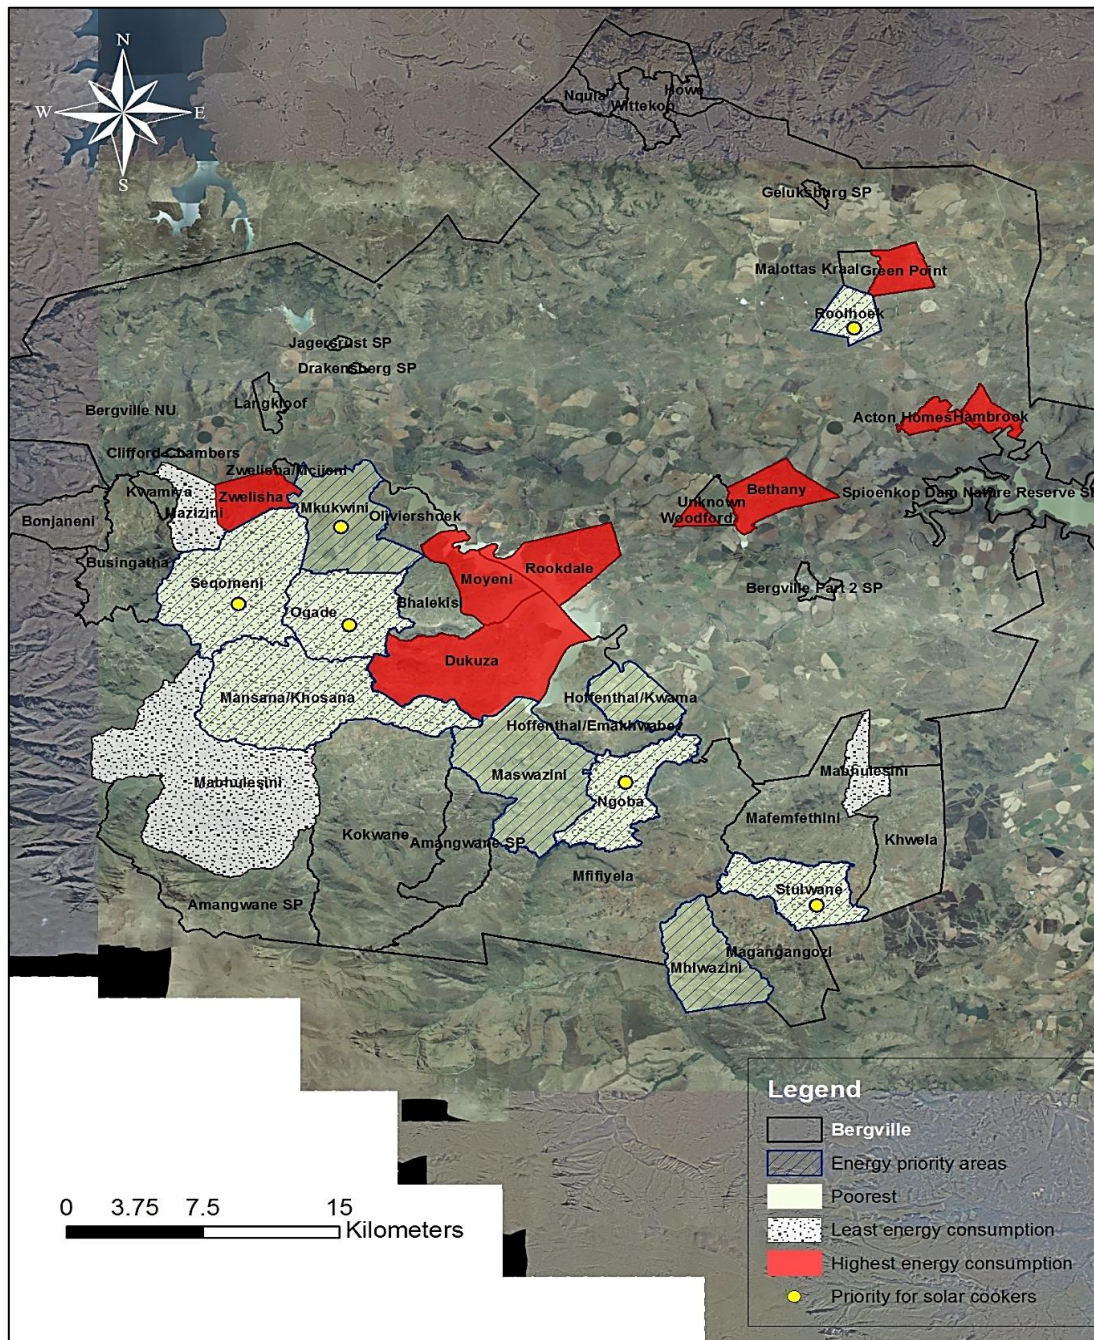 N
W E
S
Nqula
Wittekop
Howe
Geluksburg SP
Malottas Kraal
Green Point
Roolhoek
Jagersrust SP
Drakensberg SP
Bergville NU
Langkloof
Acton Homes
Hambrook
Clifford Chambers
Zwelisha/Mcijeni
Kwamiya
Zwelisha
Mkukwini
Bethany
Unknown
Spioenkop Dam Nature Reserve SP
Bonjaneni
Mazizini
Oliviershoek
Woodford
Busingatha
Rookdale
Moyeni
Seqomeni
Bhalekisi
Bergville Part 2 SP
Ogade
Dukuza
Mansana/Khosana
Hoffenthal/Kwama
Hoffenthal/Emakhwabe
Mabhulesini
Maswazini
Mabhulesini
Ngoba
Kokwane
Mafemfethini
Amangwane SP
Khwela
Mfifiyela
Stulwane
Amangwane SP
Magangangozi
Mhlwazini
Legend
Bergville
Energy priority areas
Poorest
Least energy consumption
Highest energy consumption
Priority for solar cookers
0 3.75 7.5 15
Kilometers